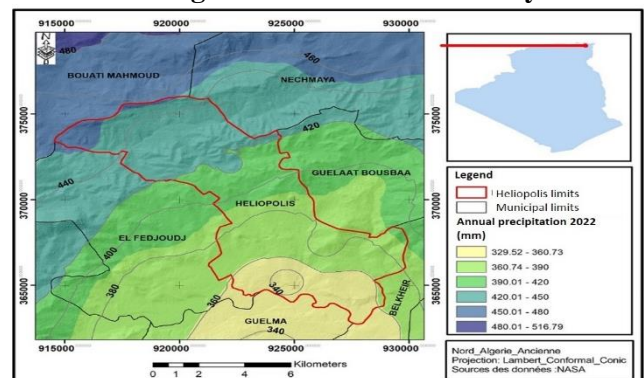 915000 920000 925000 930000
375000
370000
365000
N
480
BOUATI MAHMOUD
460
NECHMAYA
420
440
GUELAAT BOUSBAA
HELIOPOLIS
EL FEDJOUDJ
400
380
360
340
BELKHEIR
GUELMA
340
Legend
Heliopolis limits
Municipal limits
Annual precipitation 2022
(mm)
329.52 - 360.73
360.74 - 390
390.01 - 420
420.01 - 450
450.01 - 480
480.01 - 516.79
Nord_Algerie_Ancienne
Projection: Lambert_Conformal_Conic
Sources des données :NASA
915000 920000 925000 930000
Kilometers
0 1 2 4 6